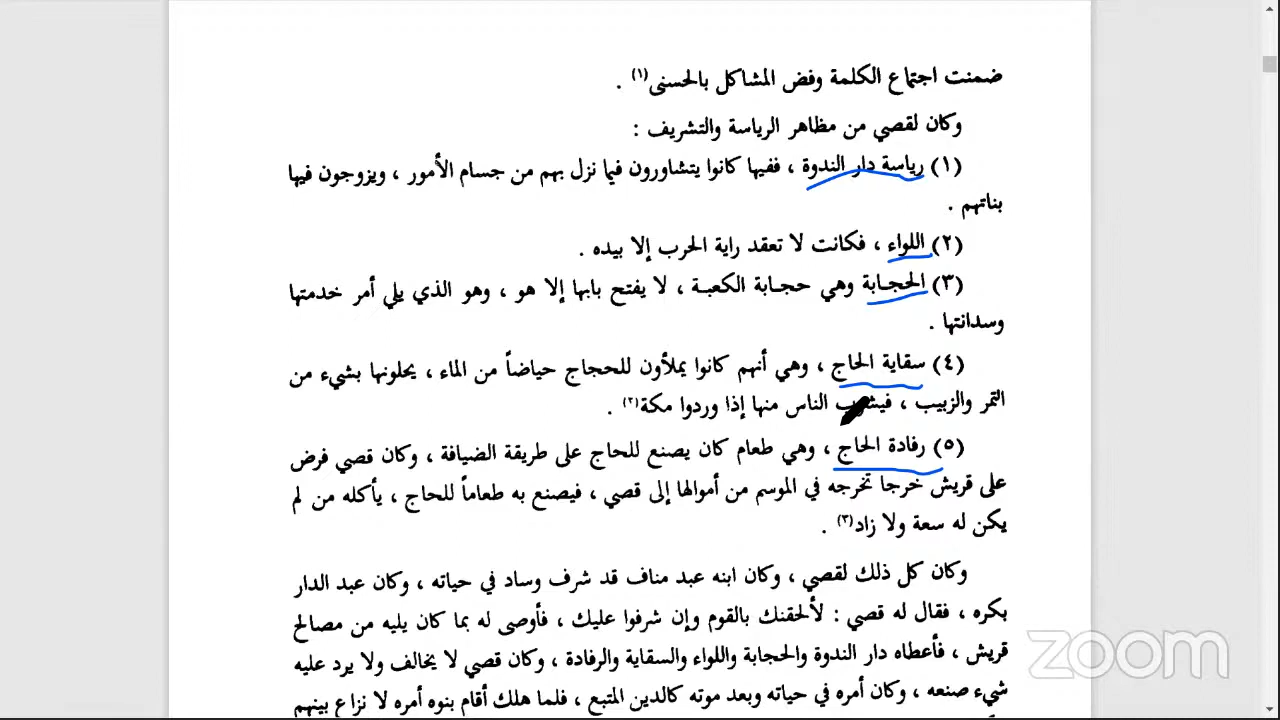 ضمنت اجتماع الكلمة وفض المشاكل بالحسنى(١) .
وكان لقصي من مظاهر الرياسة والتشريف :
(١) رياسة دار الندوة ، ففيها كانوا يتشاورون فيما نزل بهم من جسام الأمور ، ويزوجون فيها
بناتهم .
(٢) اللواء ، فكانت لا تعقد راية الحرب إلا بيده .
(٣) الحجابة وهي حجابة الكعبة ، لا يفتح بابها إلا هو ، وهو الذي يلي أمر خدمتها
وسدانتها .
(٤) سقاية الحاج ، وهي أنهم كانوا يملأون للحجاج حياضاً من الماء ، يحلونها بشيء من
التمر والزبيب ، فيشرب الناس منها إذا وردوا مكة(٢) .
(٥) رفادة الحاج ، وهي طعام كان يصنع للحاج على طريقة الضيافة ، وكان قصي فرض
على قريش خرجا تخرجه في الموسم من أموالها إلى قصي ، فيصنع به طعاماً للحاج ، يأكله من لم
يكن له سعة ولا زاد(٣) .
وكان كل ذلك لقصي ، وكان ابنه عبد مناف قد شرف وساد في حياته ، وكان عبد الدار
بكره ، فقال له قصي : لألحقنك بالقوم وإن شرفوا عليك ، فأوصى له بما كان يليه من مصالح
قريش ، فأعطاه دار الندوة والحجابة واللواء والسقاية والرفادة ، وكان قصي لا يخالف ولا يرد عليه
شيء صنعه ، وكان أمره في حياته وبعد موته كالدين المتبع ، فلما هلك أقام بنوه أمره لا نزاع بينهم
zoom